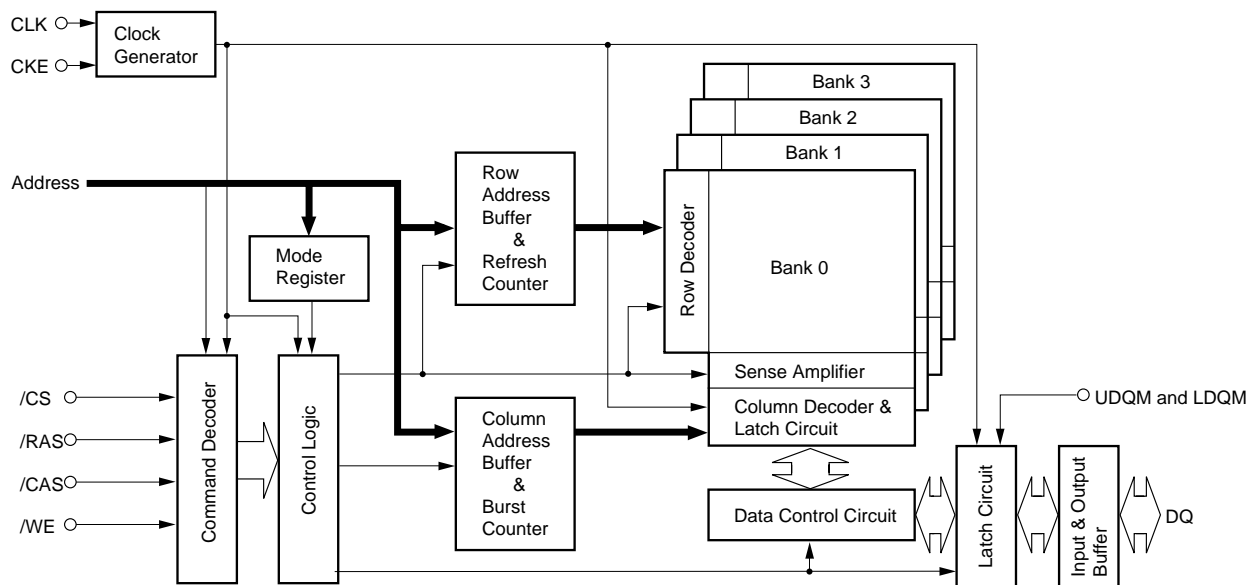 CLK
CKE
Clock
Generator
Address
Mode
Register
Row
Address
Buffer
&
Refresh
Counter
Bank 3
Bank 2
Bank 1
Bank 0
Row Decoder
Sense Amplifier
Column Decoder &
Latch Circuit
/CS
/RAS
/CAS
/WE
Command Decoder
Control Logic
Column
Address
Buffer
&
Burst
Counter
Data Control Circuit
UDQM and LDQM
Latch Circuit
Input & Output
Buffer
DQ